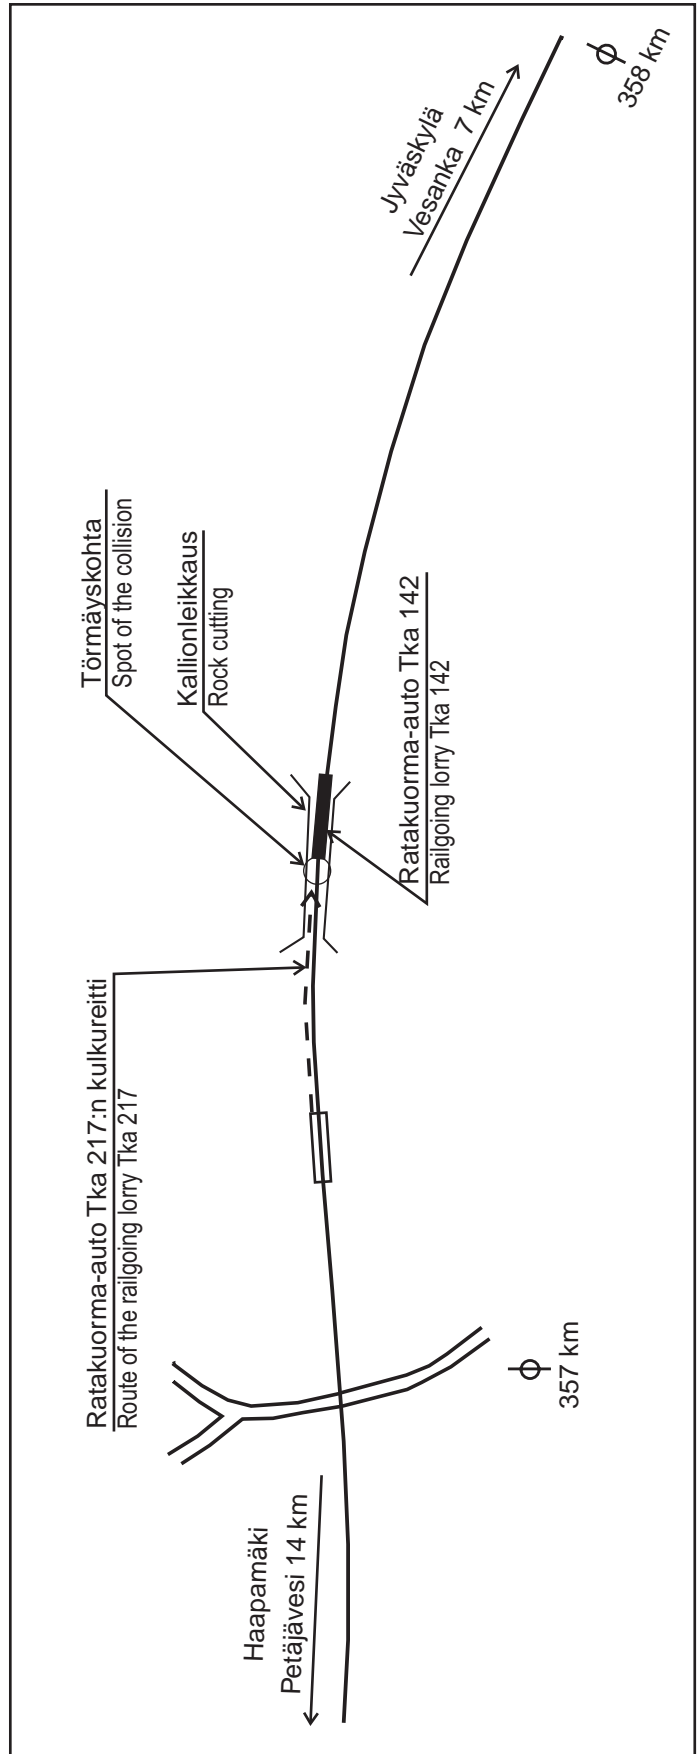 Haapamäki
Petäjävesi 14 km
357 km
Ratakuorma-auto Tka 217:n kulkureitti
Route of the railgoing lorry Tka 217
Törmäyskohta
Spot of the collision
Kallionleikkaus
Rock cutting
Ratakuorma-auto Tka 142
Railgoing lorry Tka 142
Jyväskylä
Vesanka 7 km
358 km